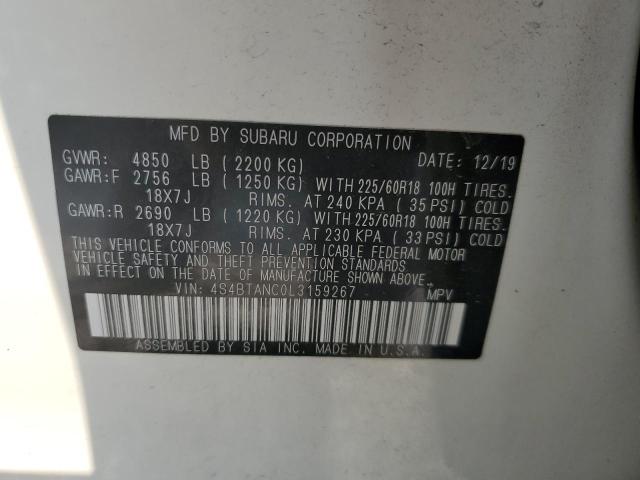 MFD BY SUBARU CORPORATION
GVWR: 4850 LB ( 2200 KG) DATE: 12/19
GAWR:F 2756 LB ( 1250 KG) WITH 225/60R18 100H TIRES.
18X7J RIMS. AT 240 KPA ( 35 PSI) COLD
GAWR:R 2690 LB ( 1220 KG) WITH 225/60R18 100H TIRES.
18X7J RIMS. AT 230 KPA ( 33 PSI) COLD
THIS VEHICLE CONFORMS TO ALL APPLICABLE FEDERAL MOTOR
VEHICLE SAFETY AND THEFT PREVENTION STANDARDS
IN EFFECT ON THE DATE OF MANUFACTURE SHOWN ABOVE.
VIN: 4S4BTANC0L3159267 MPV
ASSEMBLED BY SIA INC. MADE IN U.S.A.